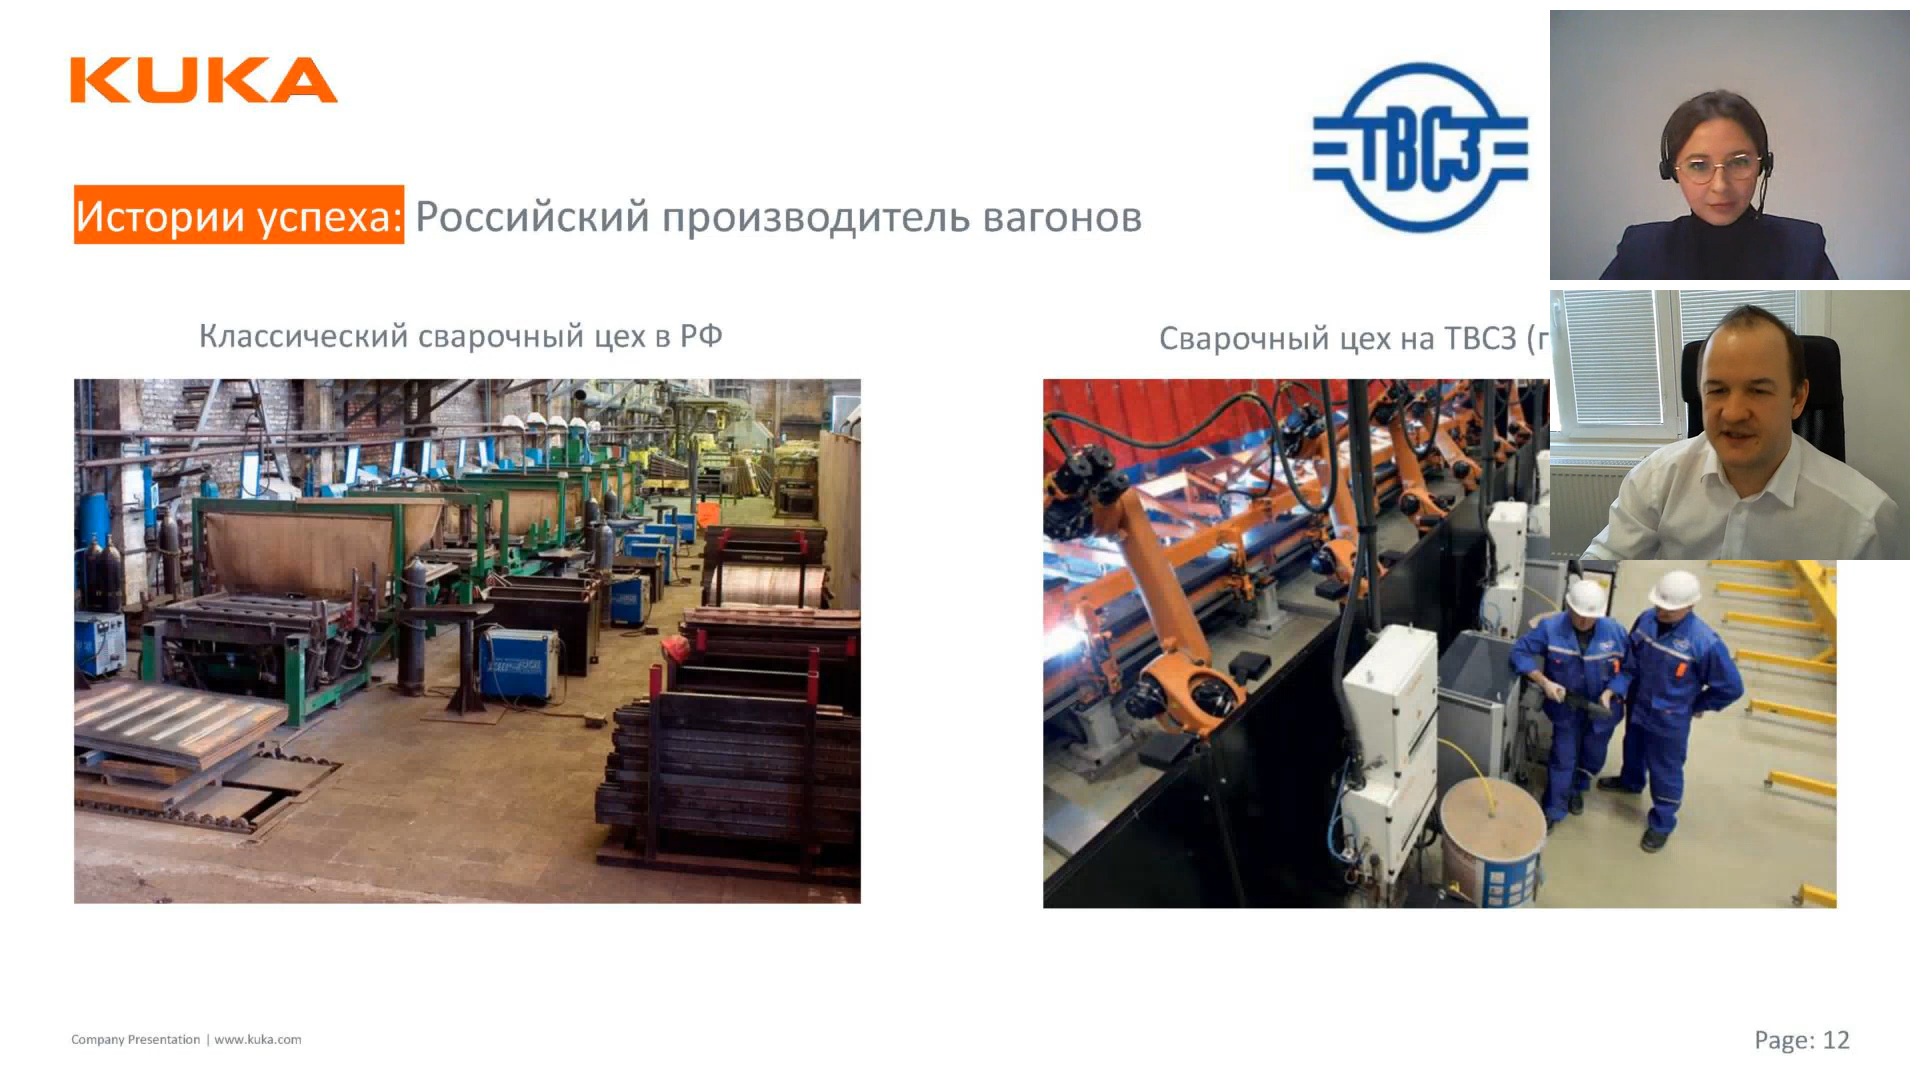 KUKA
ТВСЗ
Истории успеха: Российский производитель вагонов
Классический сварочный цех в РФ
Сварочный цех на ТВСЗ (г
Company Presentation | www.kuka.com
Page: 12